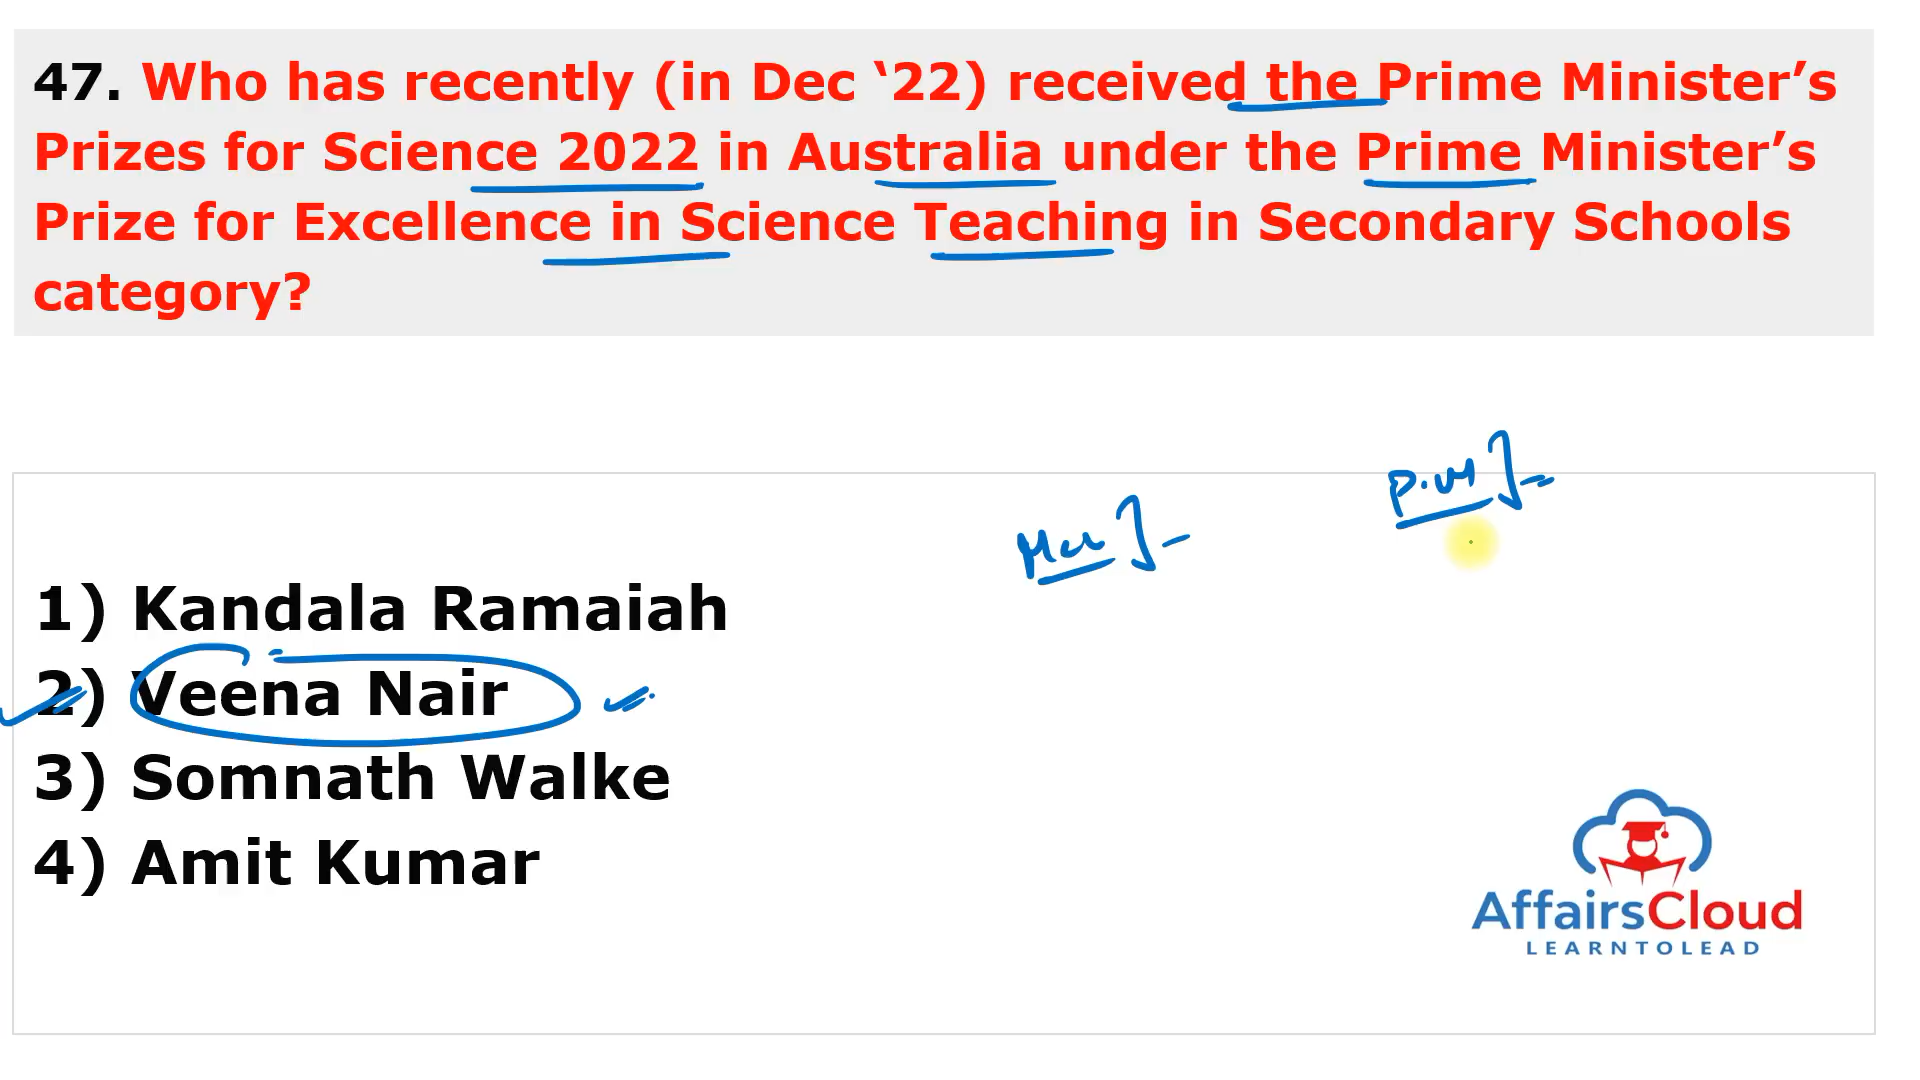 47. Who has recently (in Dec ‘22) received the Prime Minister’s
Prizes for Science 2022 in Australia under the Prime Minister’s
Prize for Excellence in Science Teaching in Secondary Schools
category?
1) Kandala Ramaiah
2) Veena Nair
3) Somnath Walke
4) Amit Kumar
AffairsCloud
LEARNTOLEAD